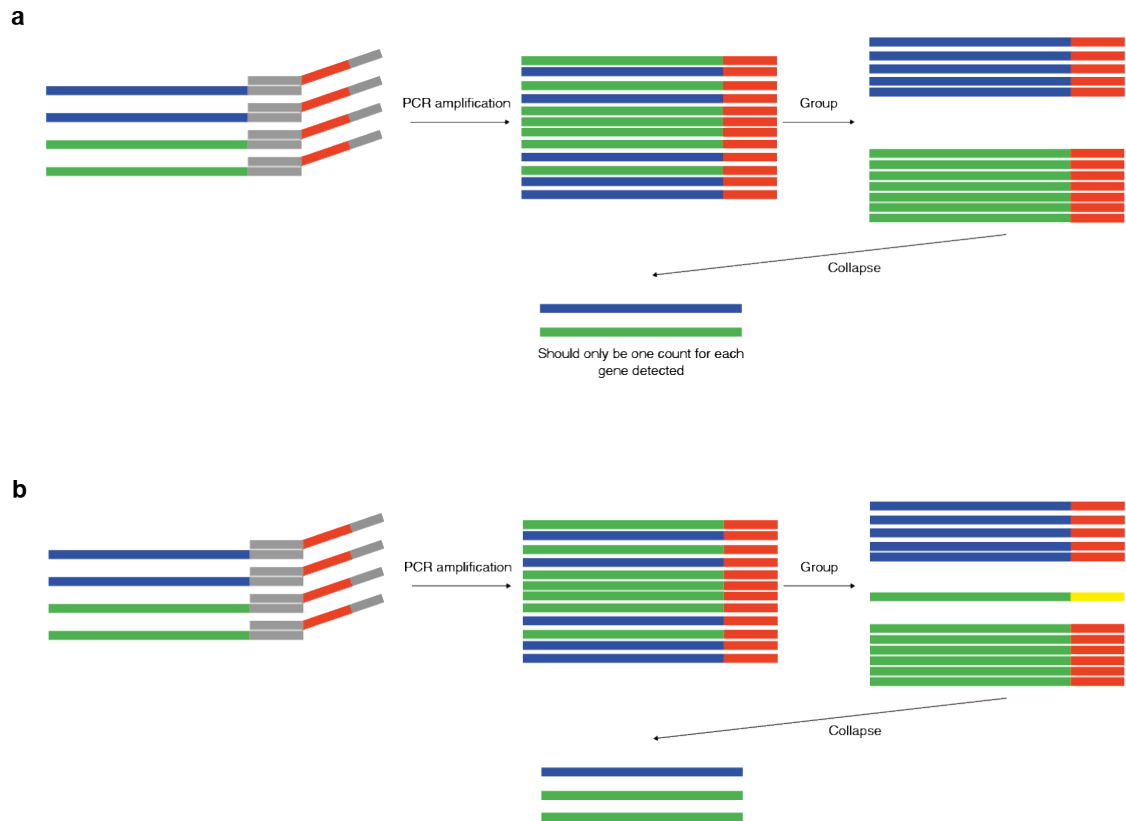 a
PCR amplification
Group
Collapse
Should only be one count for each
gene detected
b
PCR amplification
Group
Collapse